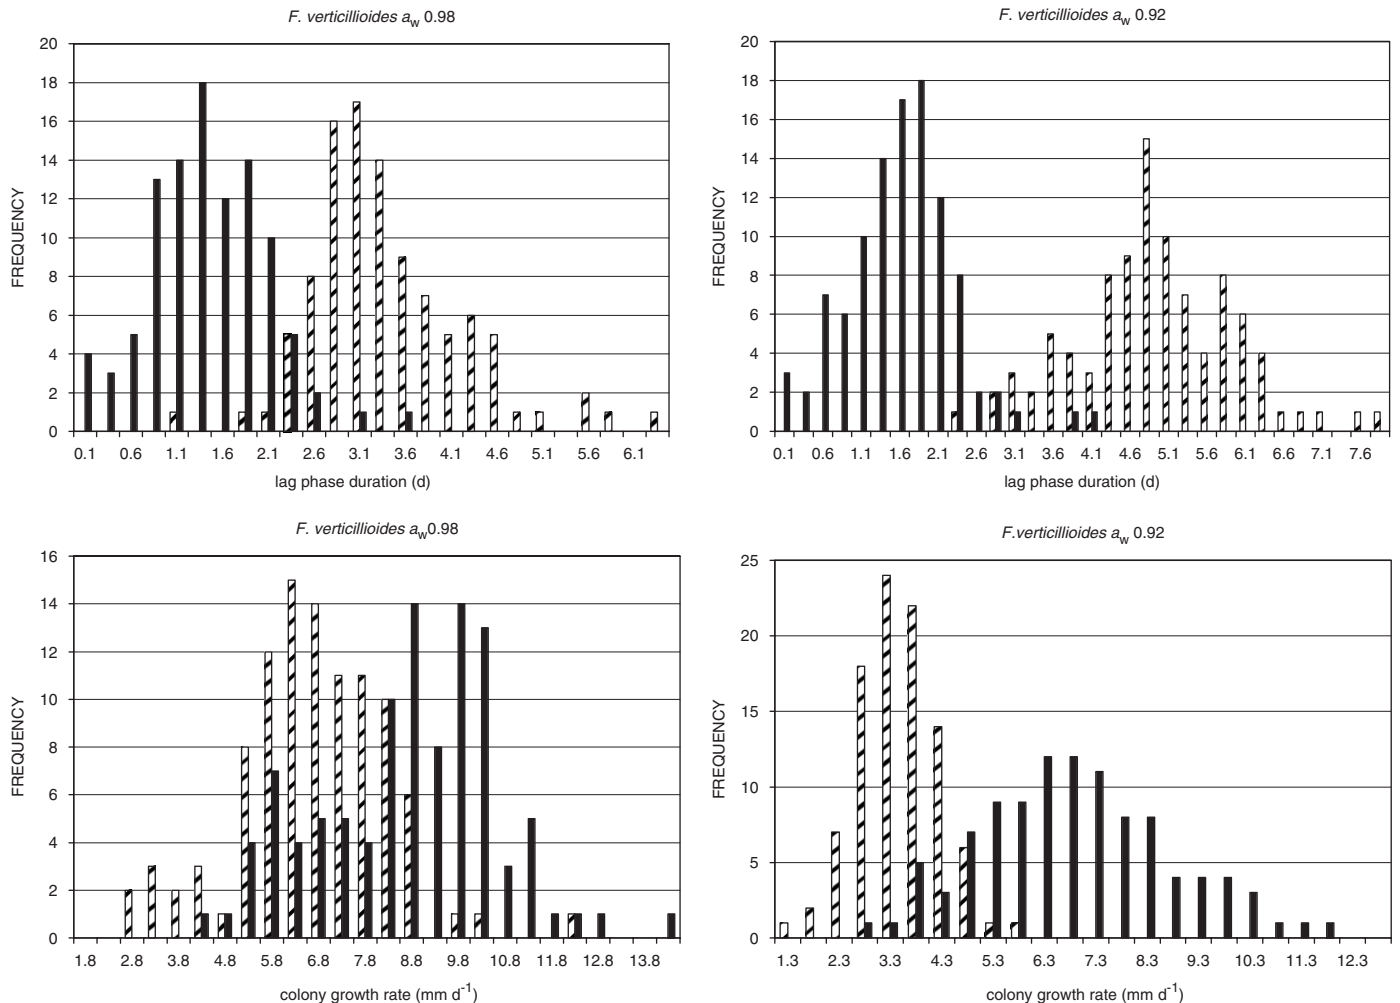 F. verticillioides aw 0.98
20
18
16
14
12
10
8
6
4
2
0
FREQUENCY
0.1 0.6 1.1 1.6 2.1 2.6 3.1 3.6 4.1 4.6 5.1 5.6 6.1
lag phase duration (d)
F. verticillioides aw 0.92
20
18
16
14
12
10
8
6
4
2
0
FREQUENCY
0.1 0.6 1.1 1.6 2.1 2.6 3.1 3.6 4.1 4.6 5.1 5.6 6.1 6.6 7.1 7.6
lag phase duration (d)
F. verticillioides aw0.98
16
14
12
10
8
6
4
2
0
FREQUENCY
1.8 2.8 3.8 4.8 5.8 6.8 7.8 8.8 9.8 10.8 11.8 12.8 13.8
colony growth rate (mm d-1)
F.verticillioides aw 0.92
25
20
15
10
5
0
FREQUENCY
1.3 2.3 3.3 4.3 5.3 6.3 7.3 8.3 9.3 10.3 11.3 12.3
colony growth rate (mm d-1)